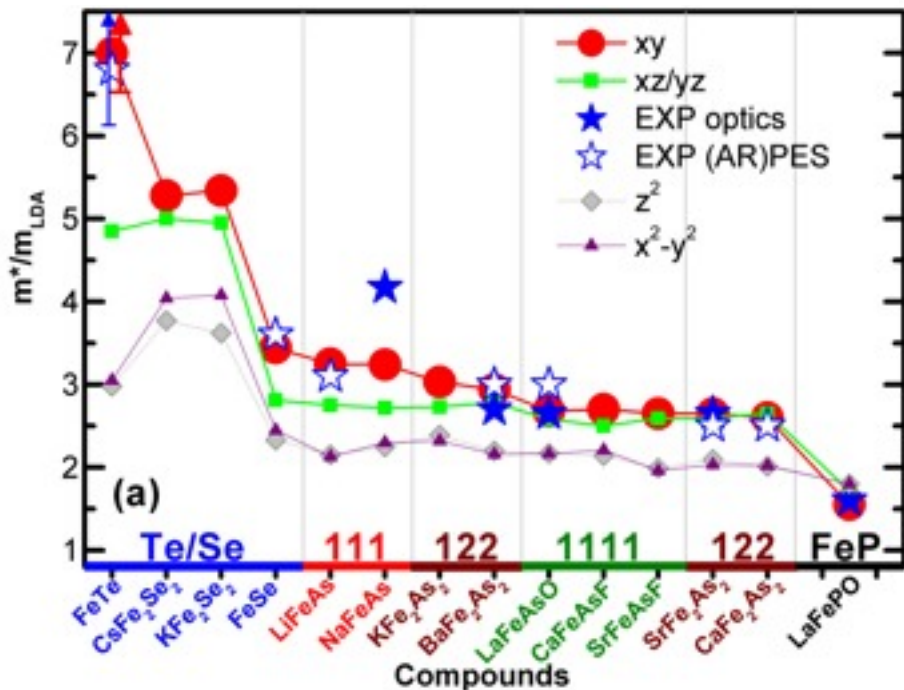 7
6
5
4
3
2
1
m*/m_LDA
xy
xz/yz
EXP optics
EXP (AR)PES
z²
x²-y²
(a)
Te/Se 111 122 1111 122 FeP
FeTe CsFe₂Se₂ KFe₂Se₂ FeSe LiFeAs NaFeAs KFe₂As₂ BaFe₂As₂ LaFeAsO CaFeAsF SrFeAsF SrFe₂As₂ CaFe₂As₂ LaFePO
Compounds